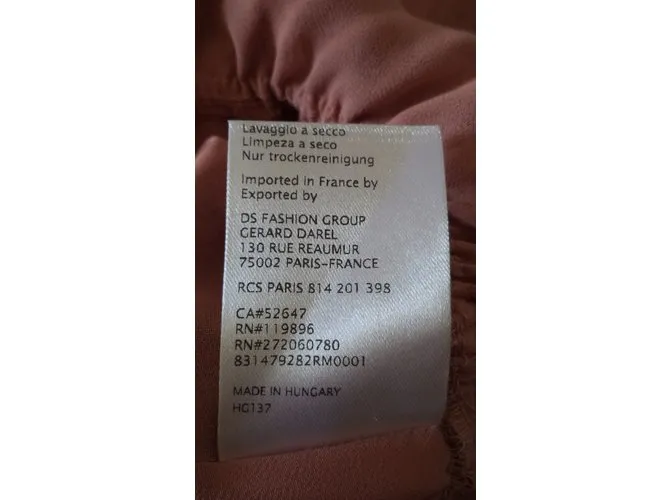 Lavaggio a secco
Limpeza a seco
Nur trockenreinigung
Imported in France by
Exported by
DS FASHION GROUP
GERARD DAREL
130 RUE REAUMUR
75002 PARIS-FRANCE
RCS PARIS 814 201 398
CA#52647
RN#119896
RN#272060780
831479282RM0001
MADE IN HUNGARY
HG137